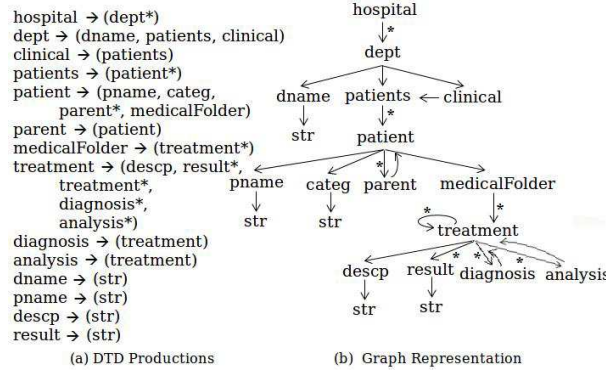 hospital → (dept*)
dept → (dname, patients, clinical)
clinical → (patients)
patients → (patient*)
patient → (pname, categ,
parent*, medicalFolder)
parent → (patient)
medicalFolder → (treatment*)
treatment → (descp, result*,
treatment*,
diagnosis*,
analysis*)
diagnosis → (treatment)
analysis → (treatment)
dname → (str)
pname → (str)
descp → (str)
result → (str)
(a) DTD Productions
hospital
*
dept
dname patients clinical
*
str
patient
*
pname categ parent medicalFolder
*
str str
*
treatment
* * *
descp result diagnosis analysis
str str
(b) Graph Representation